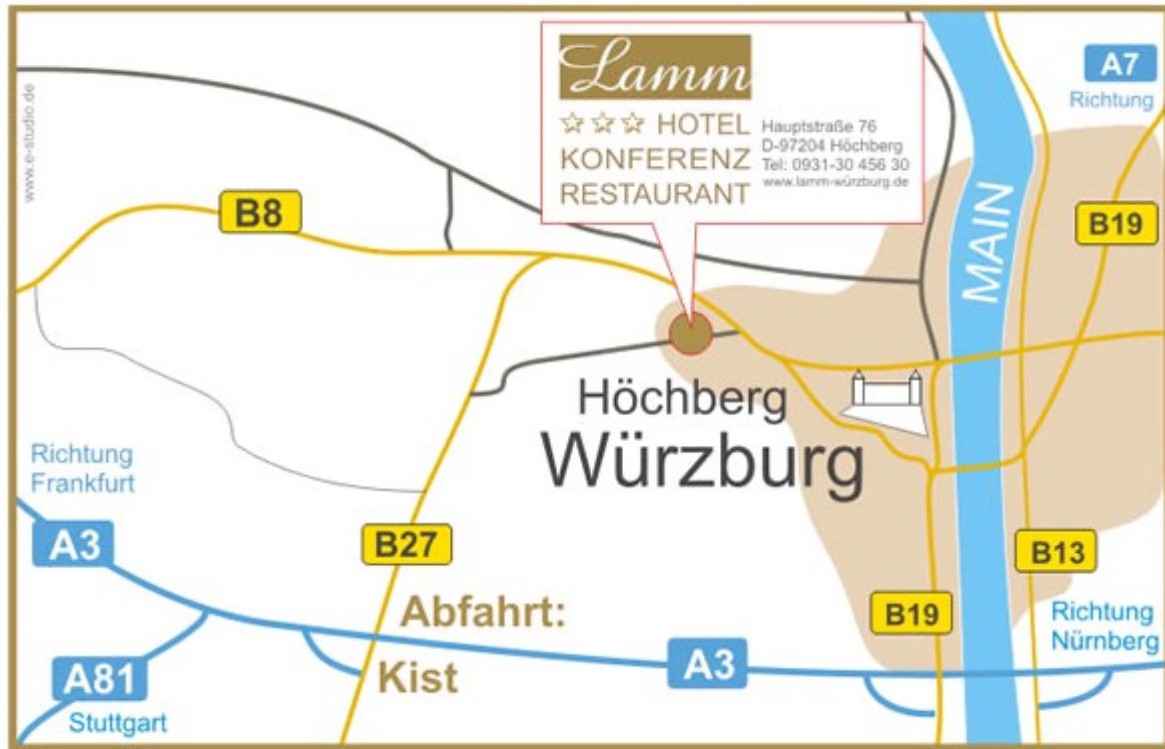 www.e-studio.de
Lamm
☆☆☆ HOTEL
KONFERENZ
RESTAURANT
Hauptstraße 76
D-97204 Höchberg
Tel: 0931-30 456 30
www.lamm-würzburg.de
A7
Richtung
B8
B19
MAIN
Höchberg
Würzburg
Richtung
Frankfurt
A3
B27
B13
Abfahrt:
Kist
B19
Richtung
Nürnberg
A3
A81
Stuttgart